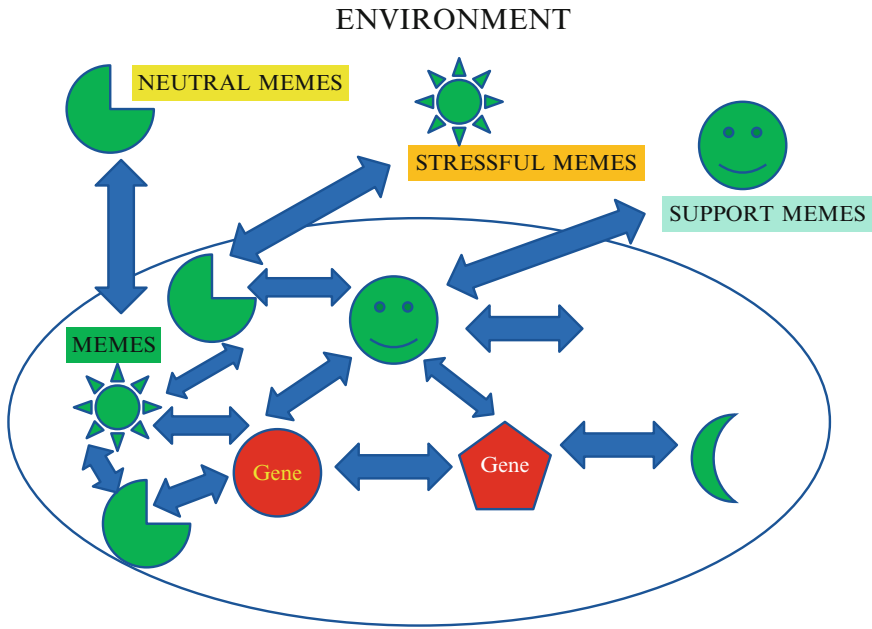 ENVIRONMENT
NEUTRAL MEMES
STRESSFUL MEMES
SUPPORT MEMES
MEMES
Gene
Gene